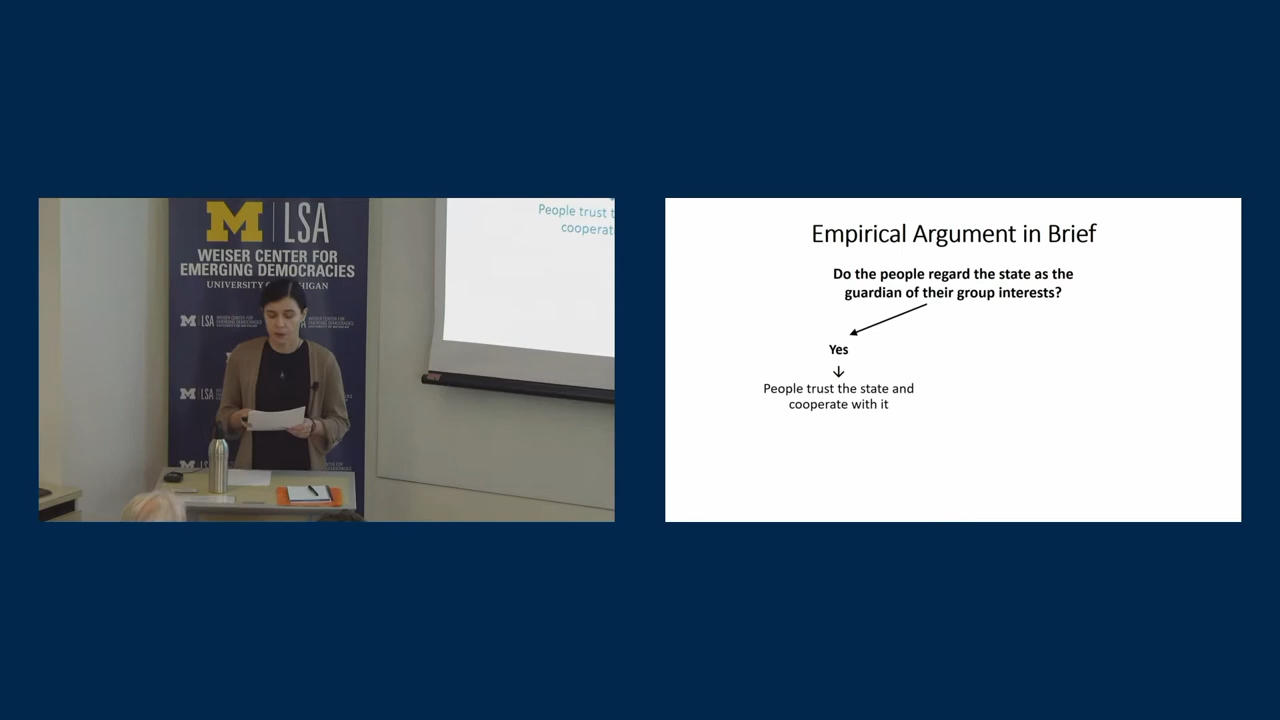 M LSA
WEISER CENTER FOR
EMERGING DEMOCRACIES
People trust t
cooperat
Empirical Argument in Brief
Do the people regard the state as the
guardian of their group interests?
Yes
People trust the state and
cooperate with it